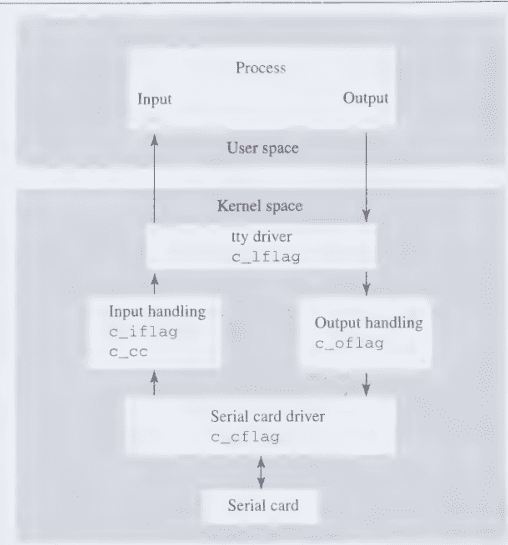 Process
Input Output
User space
Kernel space
tty driver
c_lflag
Input handling
c_iflag
c_cc
Output handling
c_oflag
Serial card driver
c_cflag
Serial card